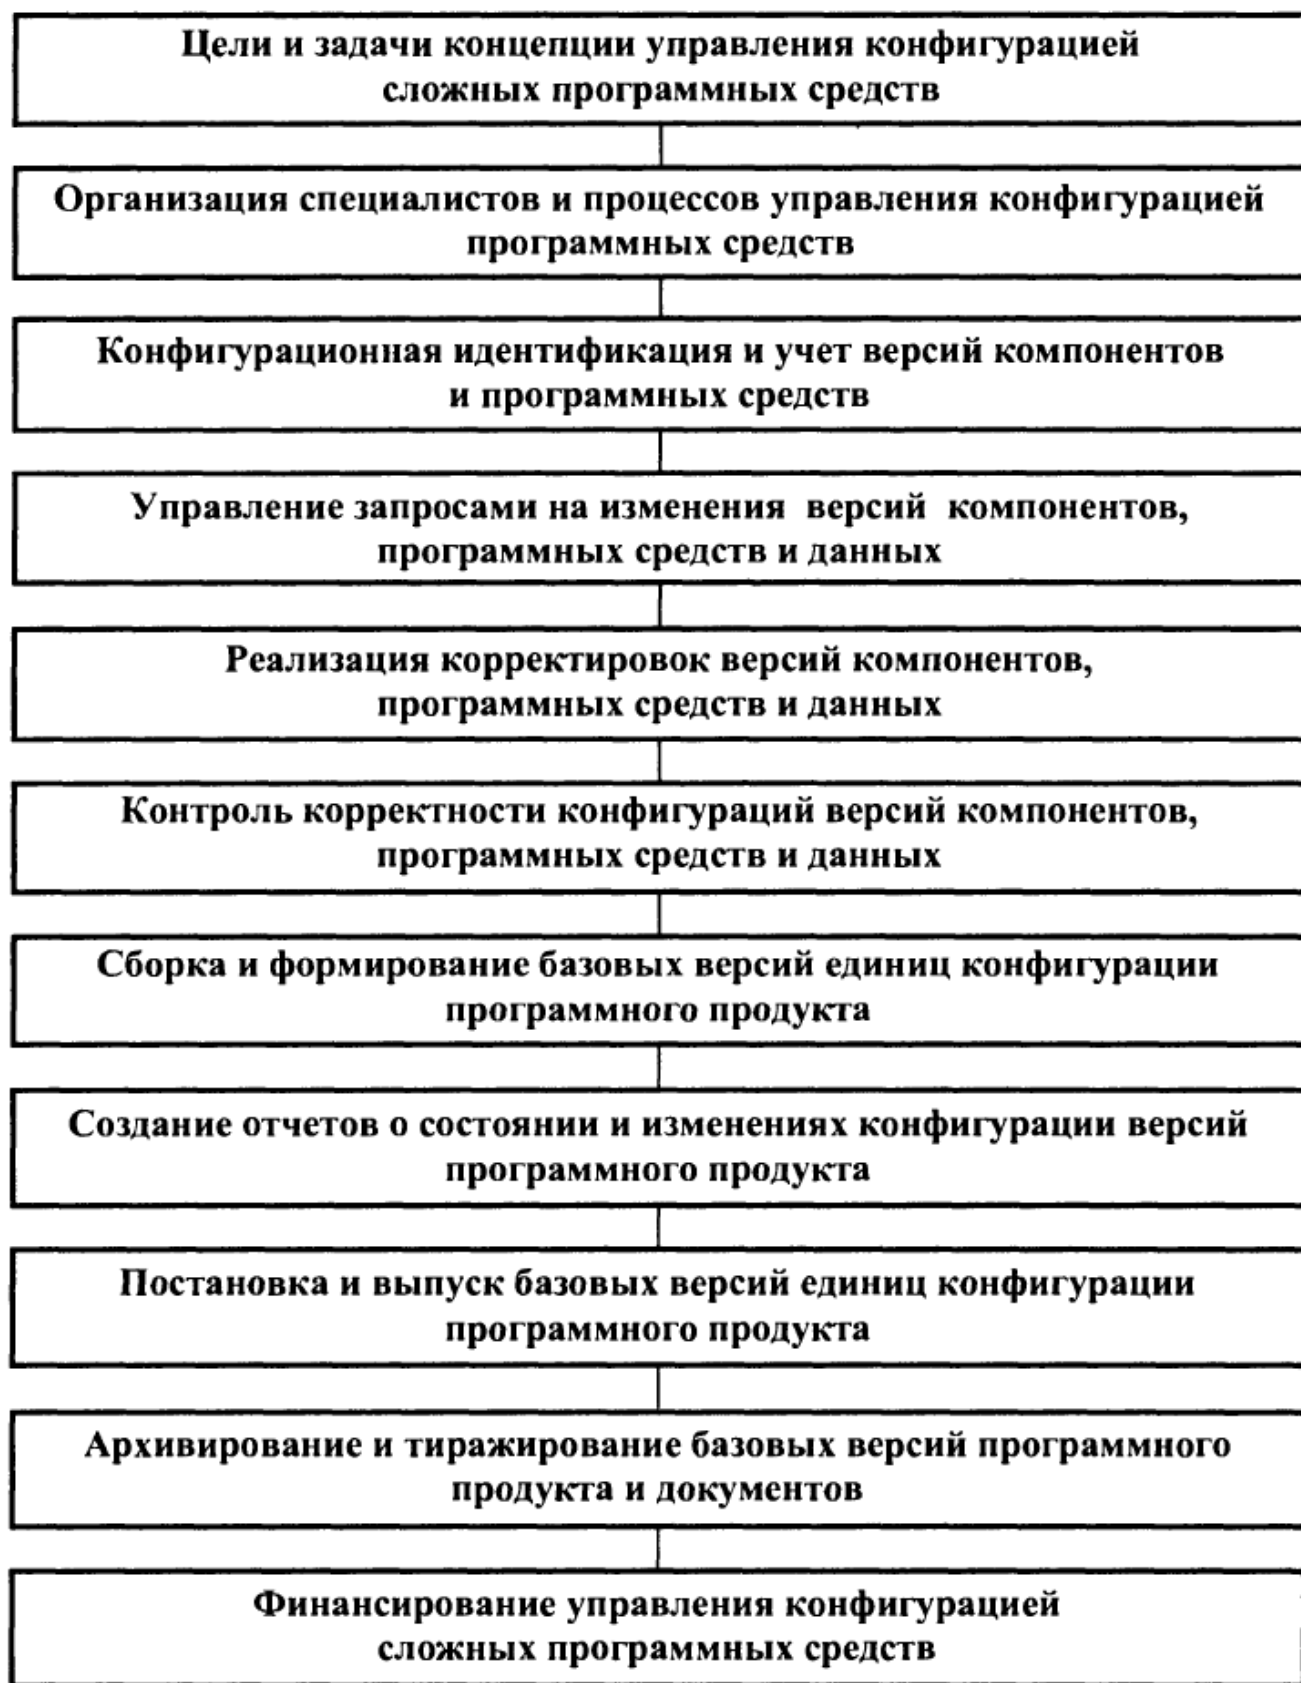 Цели и задачи концепции управления конфигурацией
сложных программных средств
Организация специалистов и процессов управления конфигурацией
программных средств
Конфигурационная идентификация и учет версий компонентов
и программных средств
Управление запросами на изменения версий компонентов,
программных средств и данных
Реализация корректировок версий компонентов,
программных средств и данных
Контроль корректности конфигураций версий компонентов,
программных средств и данных
Сборка и формирование базовых версий единиц конфигурации
программного продукта
Создание отчетов о состоянии и изменениях конфигурации версий
программного продукта
Постановка и выпуск базовых версий единиц конфигурации
программного продукта
Архивирование и тиражирование базовых версий программного
продукта и документов
Финансирование управления конфигурацией
сложных программных средств